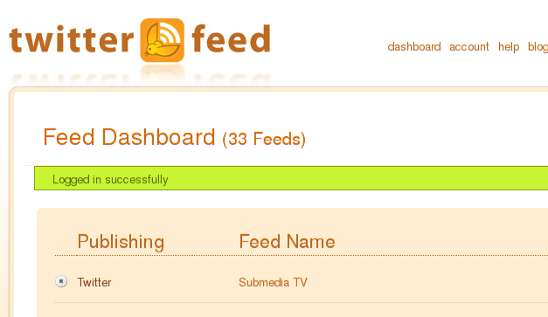 twitter feed
dashboard account help blog
Feed Dashboard (33 Feeds)
Logged in successfully
Publishing Feed Name
Twitter Submedia TV